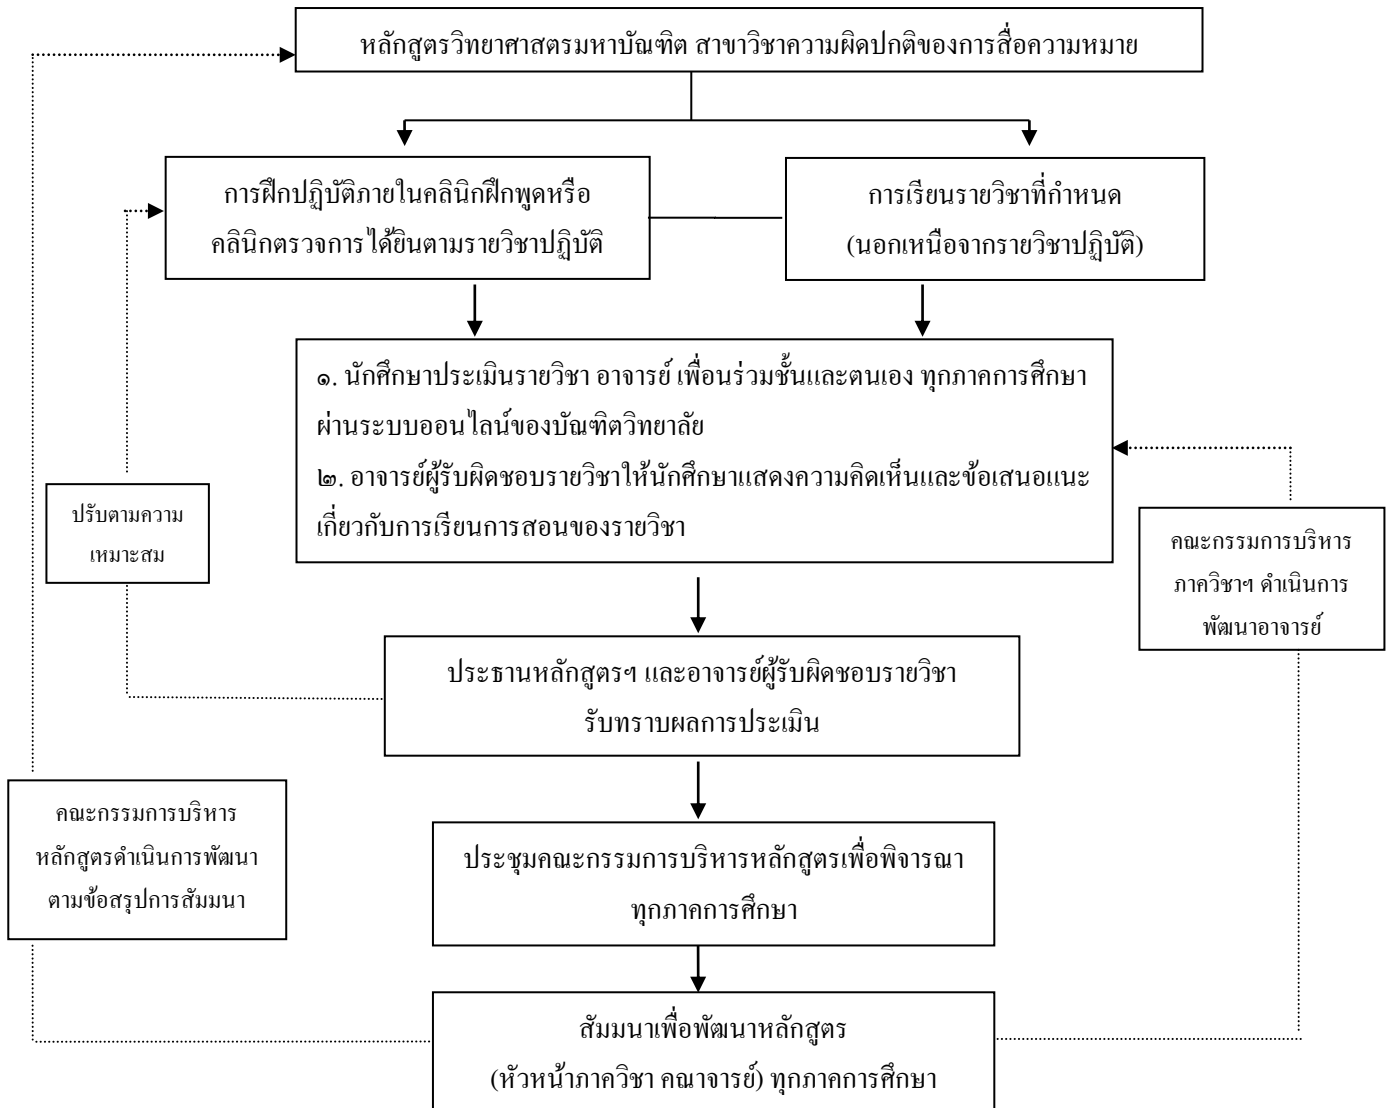 หลักสูตรวิทยาศาสตรมหาบัณฑิต สาขาวิชาความผิดปกติของการสื่อความหมาย
การฝึกปฏิบัติภายในคลินิกฝึกพูดหรือ
คลินิกตรวจการได้ยินตามรายวิชาปฏิบัติ
การเรียนรายวิชาที่กำหนด
(นอกเหนือจากรายวิชาปฏิบัติ)
๑. นักศึกษาประเมินรายวิชา อาจารย์ เพื่อนร่วมชั้นและตนเอง ทุกภาคการศึกษา
ผ่านระบบออนไลน์ของบัณฑิตวิทยาลัย
๒. อาจารย์ผู้รับผิดชอบรายวิชาให้นักศึกษาแสดงความคิดเห็นและข้อเสนอแนะ
เกี่ยวกับการเรียนการสอนของรายวิชา
ปรับตามความ
เหมาะสม
คณะกรรมการบริหาร
ภาควิชาฯ ดำเนินการ
พัฒนาอาจารย์
ประธานหลักสูตรฯ และอาจารย์ผู้รับผิดชอบรายวิชา
รับทราบผลการประเมิน
คณะกรรมการบริหาร
หลักสูตรดำเนินการพัฒนา
ตามข้อสรุปการสัมมนา
ประชุมคณะกรรมการบริหารหลักสูตรเพื่อพิจารณา
ทุกภาคการศึกษา
สัมมนาเพื่อพัฒนาหลักสูตร
(หัวหน้าภาควิชา คณาจารย์) ทุกภาคการศึกษา